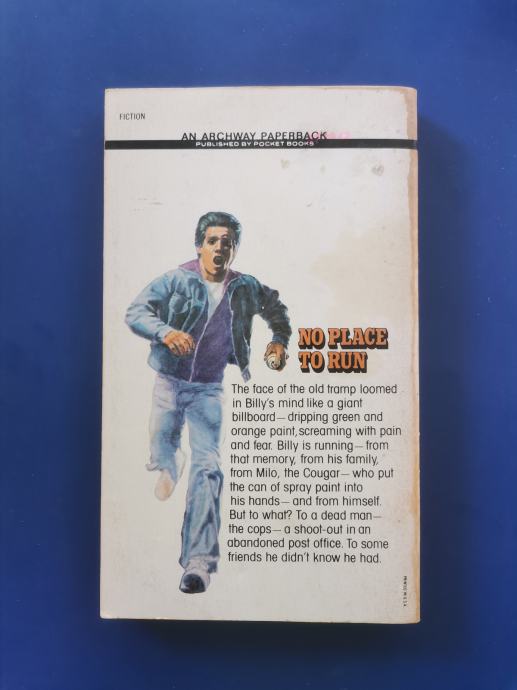 FICTION
AN ARCHWAY PAPERBACK
PUBLISHED BY POCKET BOOKS
NO PLACE
TO RUN
The face of the old tramp loomed
in Billy's mind like a giant
billboard—dripping green and
orange paint, screaming with pain
and fear. Billy is running—from
that memory, from his family,
from Milo, the Cougar—who put
the can of spray paint into
his hands—and from himself.
But to what? To a dead man—
the cops—a shoot-out in an
abandoned post office. To some
friends he didn't know he had.
PRINTED IN U.S.A.